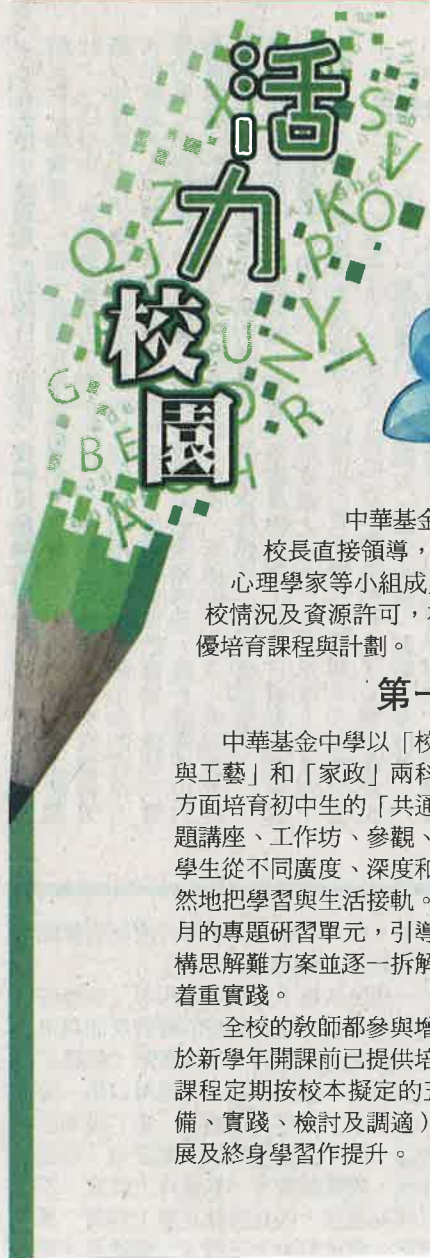 活力校園
中華基金
校長直接領導，
心理學家等小組成
校情況及資源許可，
優培育課程與計劃。
第一
中華基金中學以「校
與工藝」和「家政」兩科
方面培育初中生的「共通
題講座、工作坊、參觀、
學生從不同廣度、深度和
然地把學習與生活接軌。
月的專題研習單元，引導
構思解難方案並逐一拆解
着重實踐。
全校的教師都參與增
於新學年開課前已提供培
課程定期按校本擬定的五
備、實踐、檢討及調適）
展及終身學習作提升。